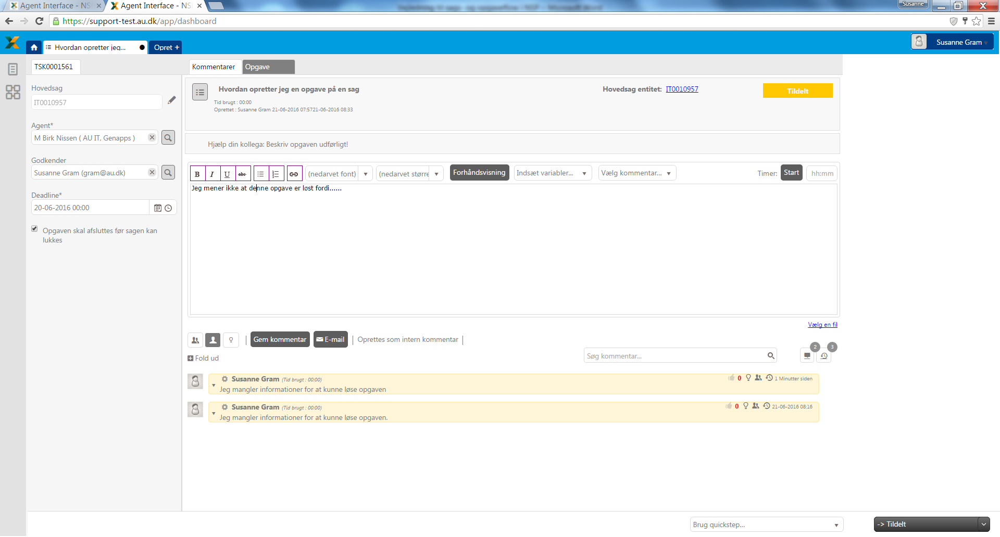 Agent Interface - NS
Agent Interface - NS
Susanne
https://support-test.au.dk/app/dashboard
Hvordan opretter jeg...
Opret +
Susanne Gram
TSK0001561
Kommentarer
Opgave
Hovedsag
IT0010957
Agent*
M Birk Nissen ( AU IT, Genapps )
Godkender
Susanne Gram (gram@au.dk)
Deadline*
20-06-2016 00:00
Opgaven skal afsluttes før sagen kan
lukkes
Hvordan opretter jeg en opgave på en sag
Hovedsag entitet: IT0010957
Tildelt
Tid brugt : 00:00
Oprettet : Susanne Gram 21-06-2016 07:5721-06-2016 08:33
Hjælp din kollega: Beskriv opgaven udførligt!
B I U abc
(nedarvet font)
(nedarvet større
Forhåndsvisning
Indsæt variabler...
Vælg kommentar...
Timer:
Start
hh:mm
Jeg mener ikke at denne opgave er løst fordi......
Vælg en fil
Gem kommentar
E-mail
Oprettes som intern kommentar
Fold ud
Søg kommentar...
2
3
Susanne Gram (Tid brugt : 00:00)
0
1 Minutter siden
Jeg mangler informationer for at kunne løse opgaven
Susanne Gram (Tid brugt : 00:00)
0
21-06-2016 08:16
Jeg mangler informationer for at kunne løse opgaven.
Brug quickstep...
-> Tildelt